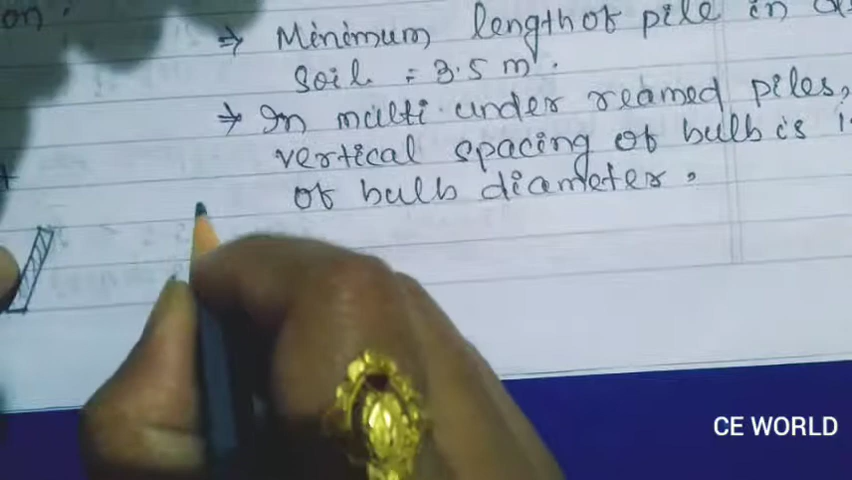 on.
⇒ Minimum length of pile in
Soil = 3.5 m.
⇒ In multi under reamed piles,
vertical spacing of bulb is
of bulb diameter.
CE WORLD